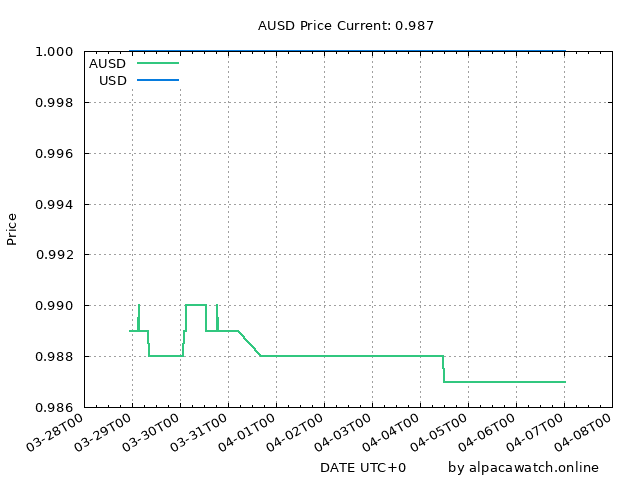 AUSD Price Current: 0.987
1.000
0.998
0.996
0.994
0.992
0.990
0.988
0.986
Price
AUSD
USD
03-28T00
03-29T00
03-30T00
03-31T00
04-01T00
04-02T00
04-03T00
04-04T00
04-05T00
04-06T00
04-07T00
04-08T00
DATE UTC+0
by alpacawatch.online